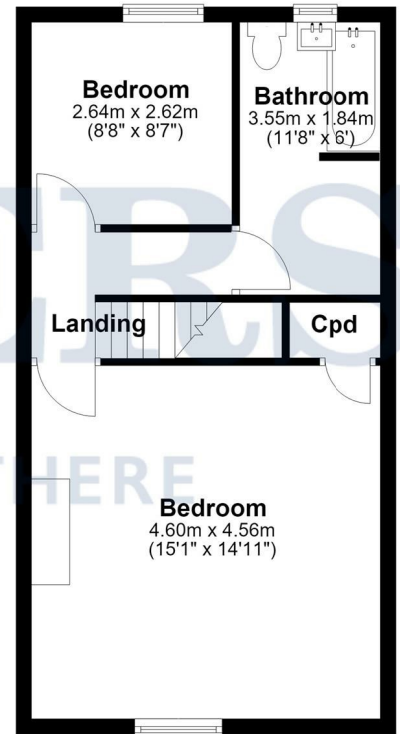 Bedroom
2.64m x 2.62m
(8'8" x 8'7")
Bathroom
3.55m x 1.84m
(11'8" x 6')
Landing
Cpd
Bedroom
4.60m x 4.56m
(15'1" x 14'11")